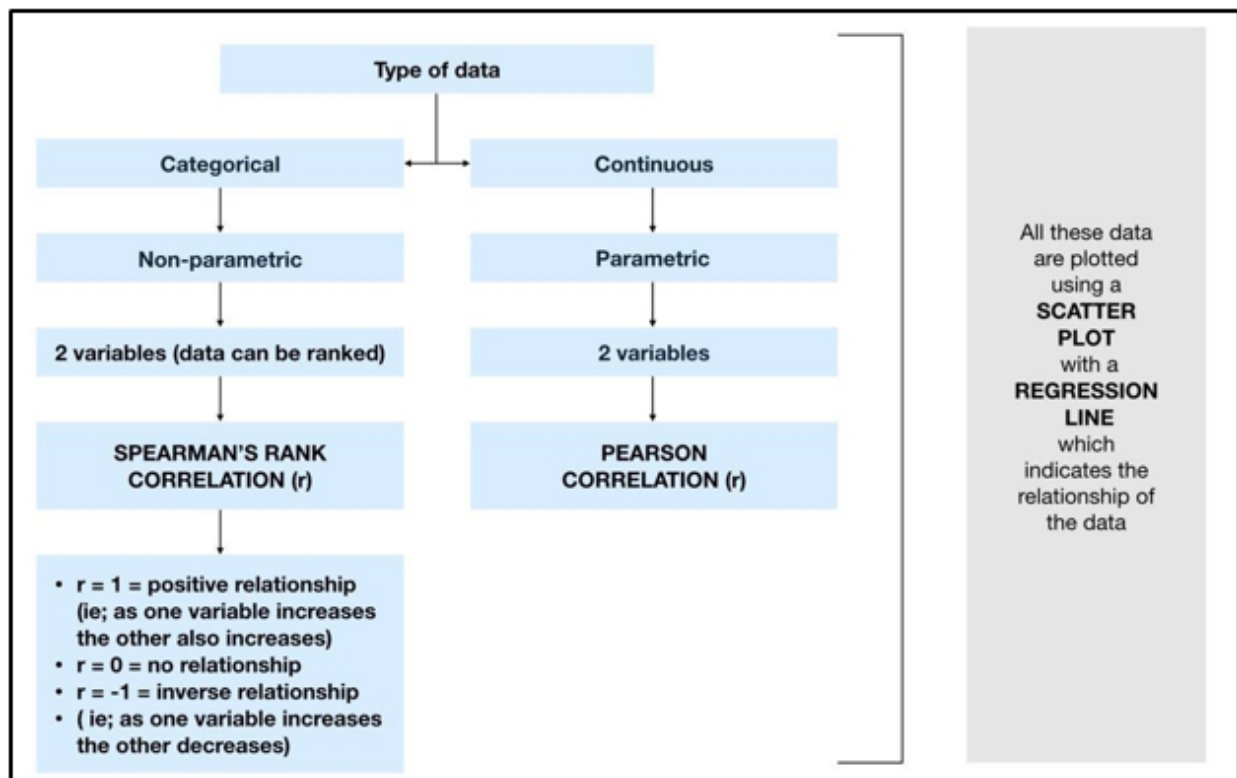 Type of data
Categorical
Continuous
Non-parametric
Parametric
2 variables (data can be ranked)
2 variables
SPEARMAN'S RANK
CORRELATION (r)
PEARSON
CORRELATION (r)
• r = 1 = positive relationship
(ie; as one variable increases
the other also increases)
• r = 0 = no relationship
• r = -1 = inverse relationship
• ( ie; as one variable increases
the other decreases)
All these data
are plotted
using a
SCATTER
PLOT
with a
REGRESSION
LINE
which
indicates the
relationship of
the data